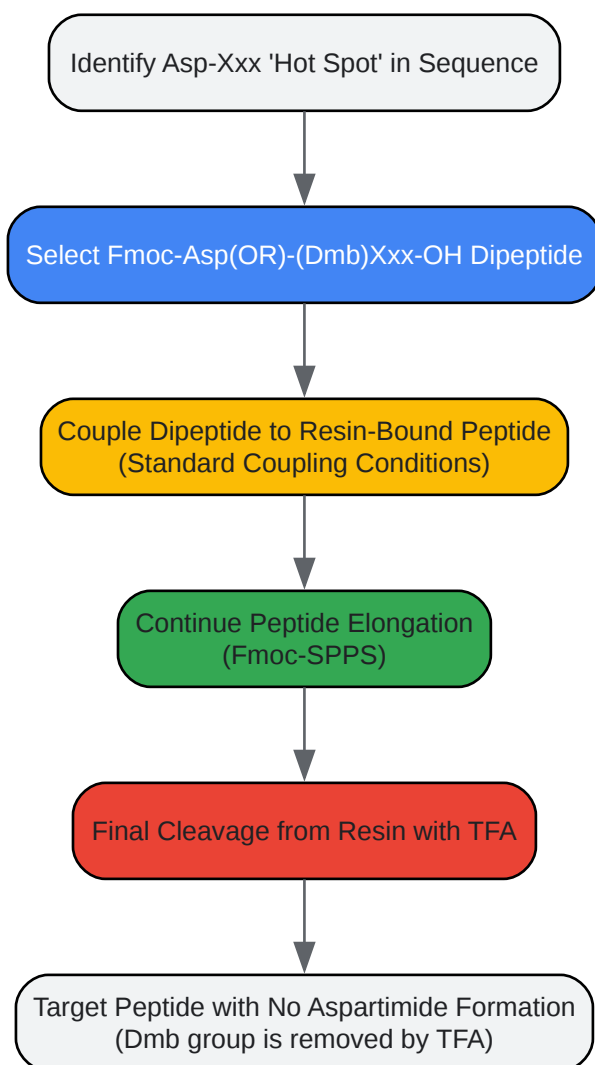 Identify Asp-Xxx 'Hot Spot' in Sequence
Select Fmoc-Asp(OR)-(Dmb)Xxx-OH Dipeptide
Couple Dipeptide to Resin-Bound Peptide
(Standard Coupling Conditions)
Continue Peptide Elongation
(Fmoc-SPPS)
Final Cleavage from Resin with TFA
Target Peptide with No Aspartimide Formation
(Dmb group is removed by TFA)